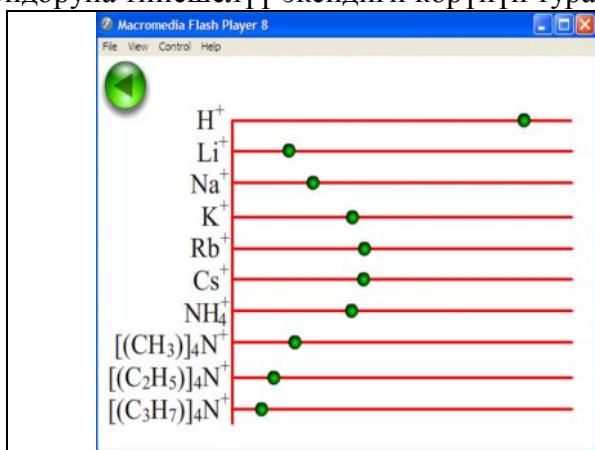 Macromedia Flash Player 8
File View Control Help
H⁺
Li⁺
Na⁺
K⁺
Rb⁺
Cs⁺
NH₄⁺
[(CH₃)]₄N⁺
[(C₂H₅)]₄N⁺
[(C₃H₇)]₄N⁺